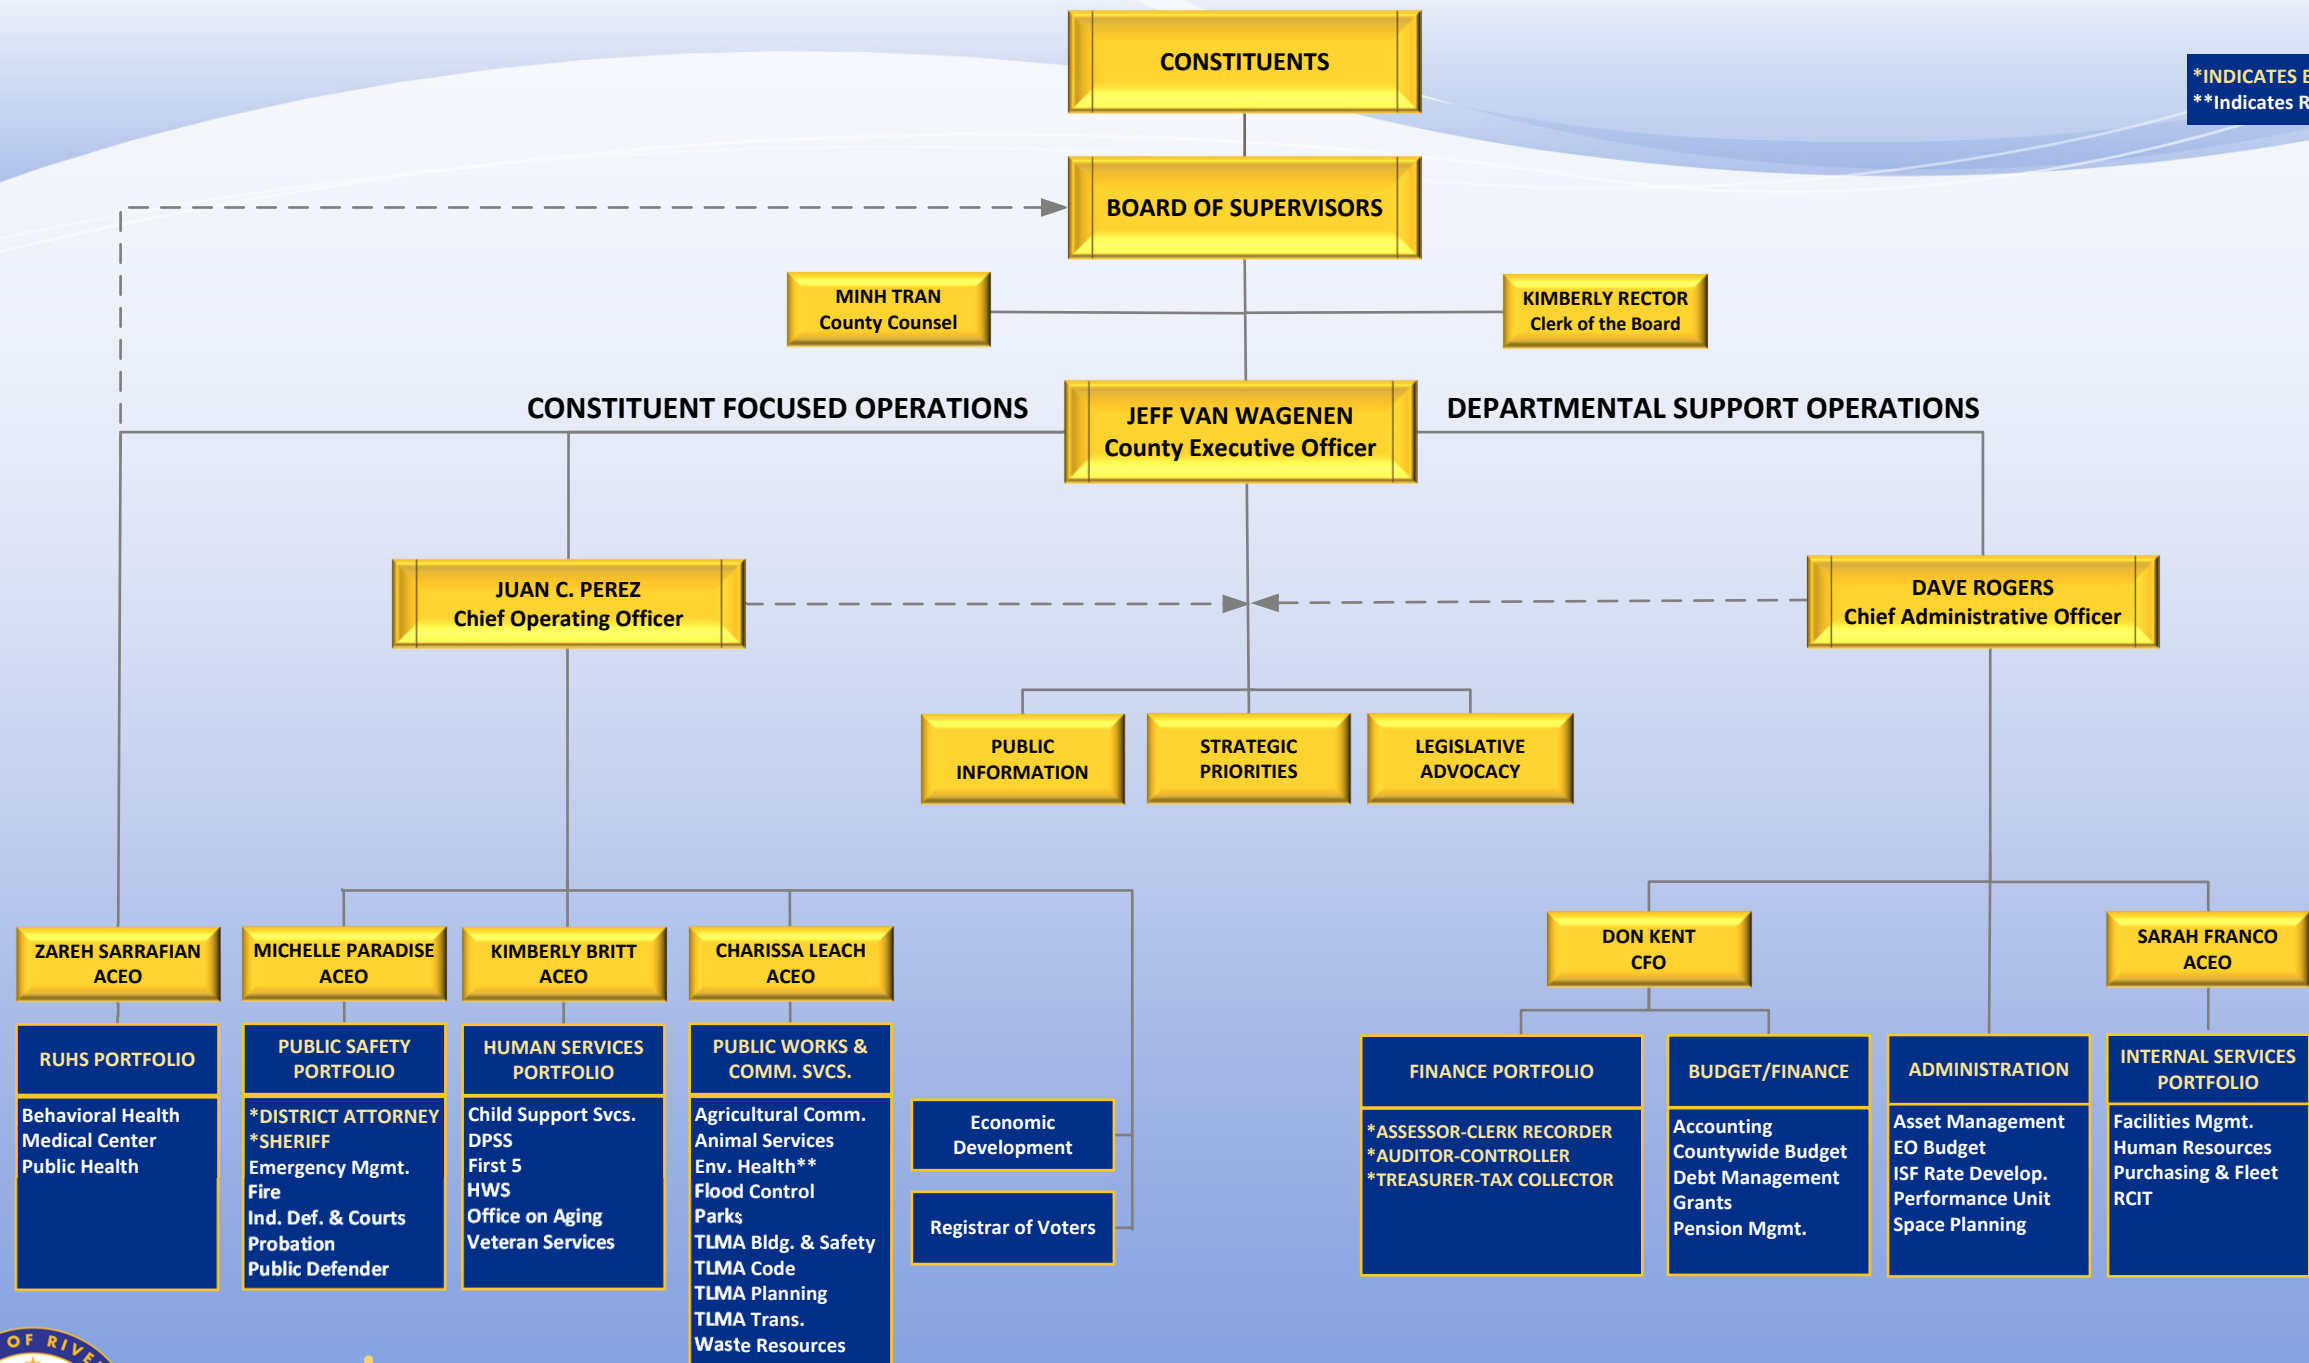 CONSTITUENTS
*INDICATES
**Indicates
BOARD OF SUPERVISORS
MINH TRAN
County Counsel
KIMBERLY RECTOR
Clerk of the Board
CONSTITUENT FOCUSED OPERATIONS
JEFF VAN WAGENEN
County Executive Officer
DEPARTMENTAL SUPPORT OPERATIONS
JUAN C. PEREZ
Chief Operating Officer
DAVE ROGERS
Chief Administrative Officer
PUBLIC
INFORMATION
STRATEGIC
PRIORITIES
LEGISLATIVE
ADVOCACY
ZAREH SARRAFIAN
ACEO
MICHELLE PARADISE
ACEO
KIMBERLY BRITT
ACEO
CHARISSA LEACH
ACEO
DON KENT
CFO
SARAH FRANCO
ACEO
RUHS PORTFOLIO
Behavioral Health
Medical Center
Public Health
PUBLIC SAFETY
PORTFOLIO
*DISTRICT ATTORNEY
*SHERIFF
Emergency Mgmt.
Fire
Ind. Def. & Courts
Probation
Public Defender
HUMAN SERVICES
PORTFOLIO
Child Support Svcs.
DPSS
First 5
HWS
Office on Aging
Veteran Services
PUBLIC WORKS &
COMM. SVCS.
Agricultural Comm.
Animal Services
Env. Health**
Flood Control
Parks
TLMA Bldg. & Safety
TLMA Code
TLMA Planning
TLMA Trans.
Waste Resources
Economic
Development
Registrar of Voters
FINANCE PORTFOLIO
*ASSESSOR-CLERK RECORDER
*AUDITOR-CONTROLLER
*TREASURER-TAX COLLECTOR
BUDGET/FINANCE
Accounting
Countywide Budget
Debt Management
Grants
Pension Mgmt.
ADMINISTRATION
Asset Management
EO Budget
ISF Rate Develop.
Performance Unit
Space Planning
INTERNAL SERVICES
PORTFOLIO
Facilities Mgmt.
Human Resources
Purchasing & Fleet
RCIT
OF